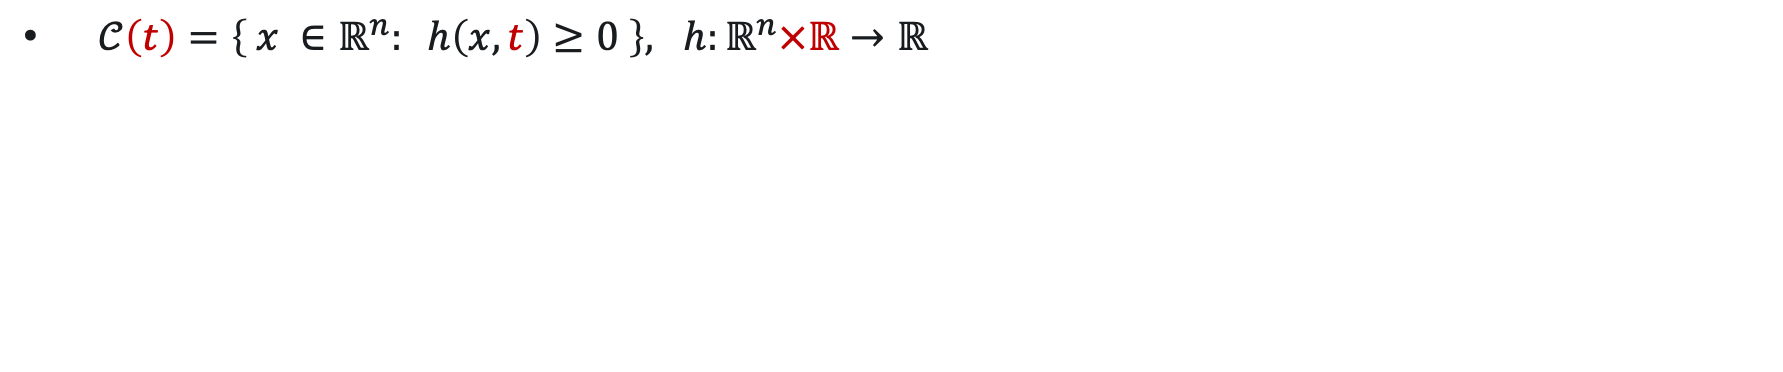 • 𝒞(t) = { x ∈ ℝⁿ: h(x, t) ≥ 0 }, h: ℝⁿ×ℝ → ℝ